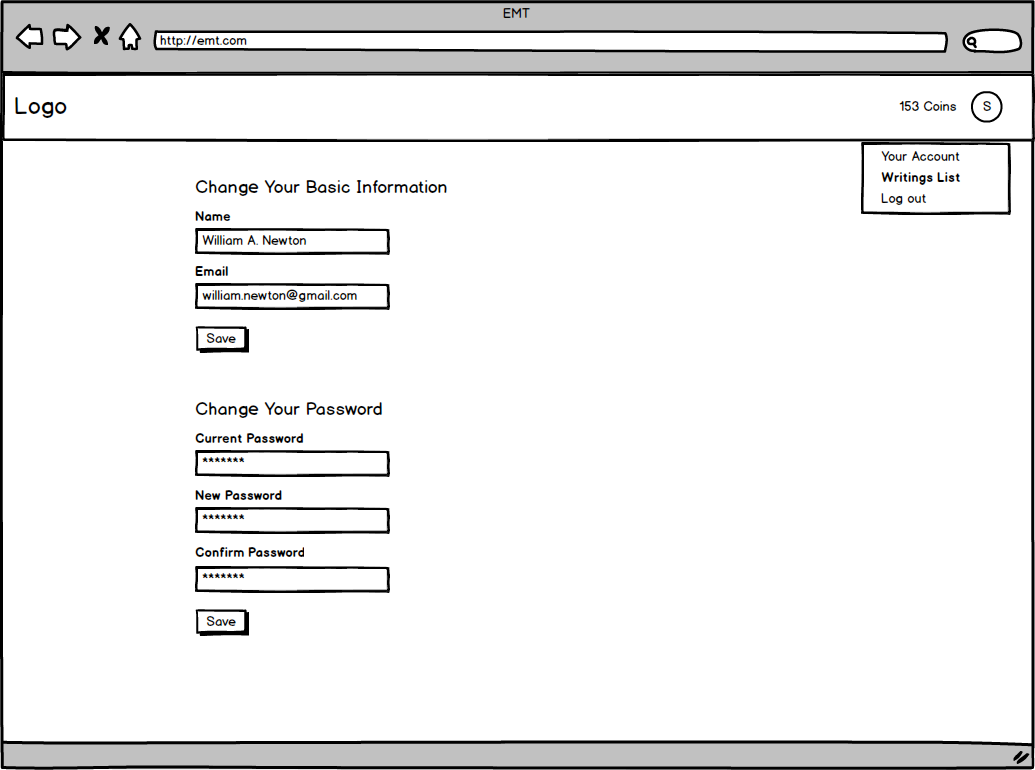 EMT
http://emt.com
Logo
153 Coins S
Your Account
Writings List
Log out
Change Your Basic Information
Name
William A. Newton
Email
william.newton@gmail.com
Save
Change Your Password
Current Password
*******
New Password
*******
Confirm Password
*******
Save